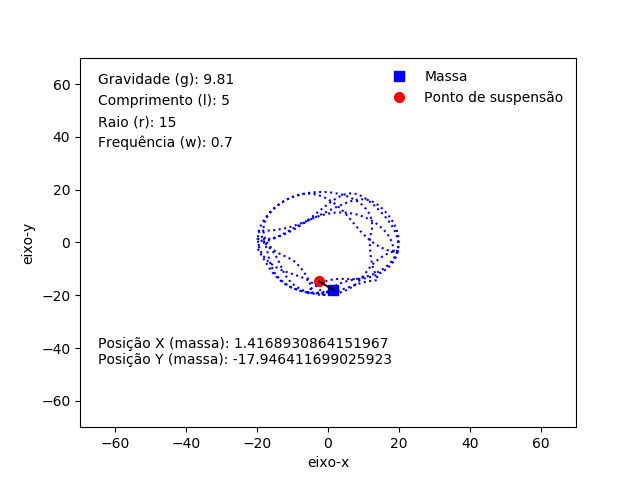 Gravidade (g): 9.81
Comprimento (l): 5
Raio (r): 15
Frequência (w): 0.7
Massa
Ponto de suspensão
60
40
20
0
−20
−40
−60
eixo-y
Posição X (massa): 1.4168930864151967
Posição Y (massa): -17.946411699025923
−60
−40
−20
0
20
40
60
eixo-x